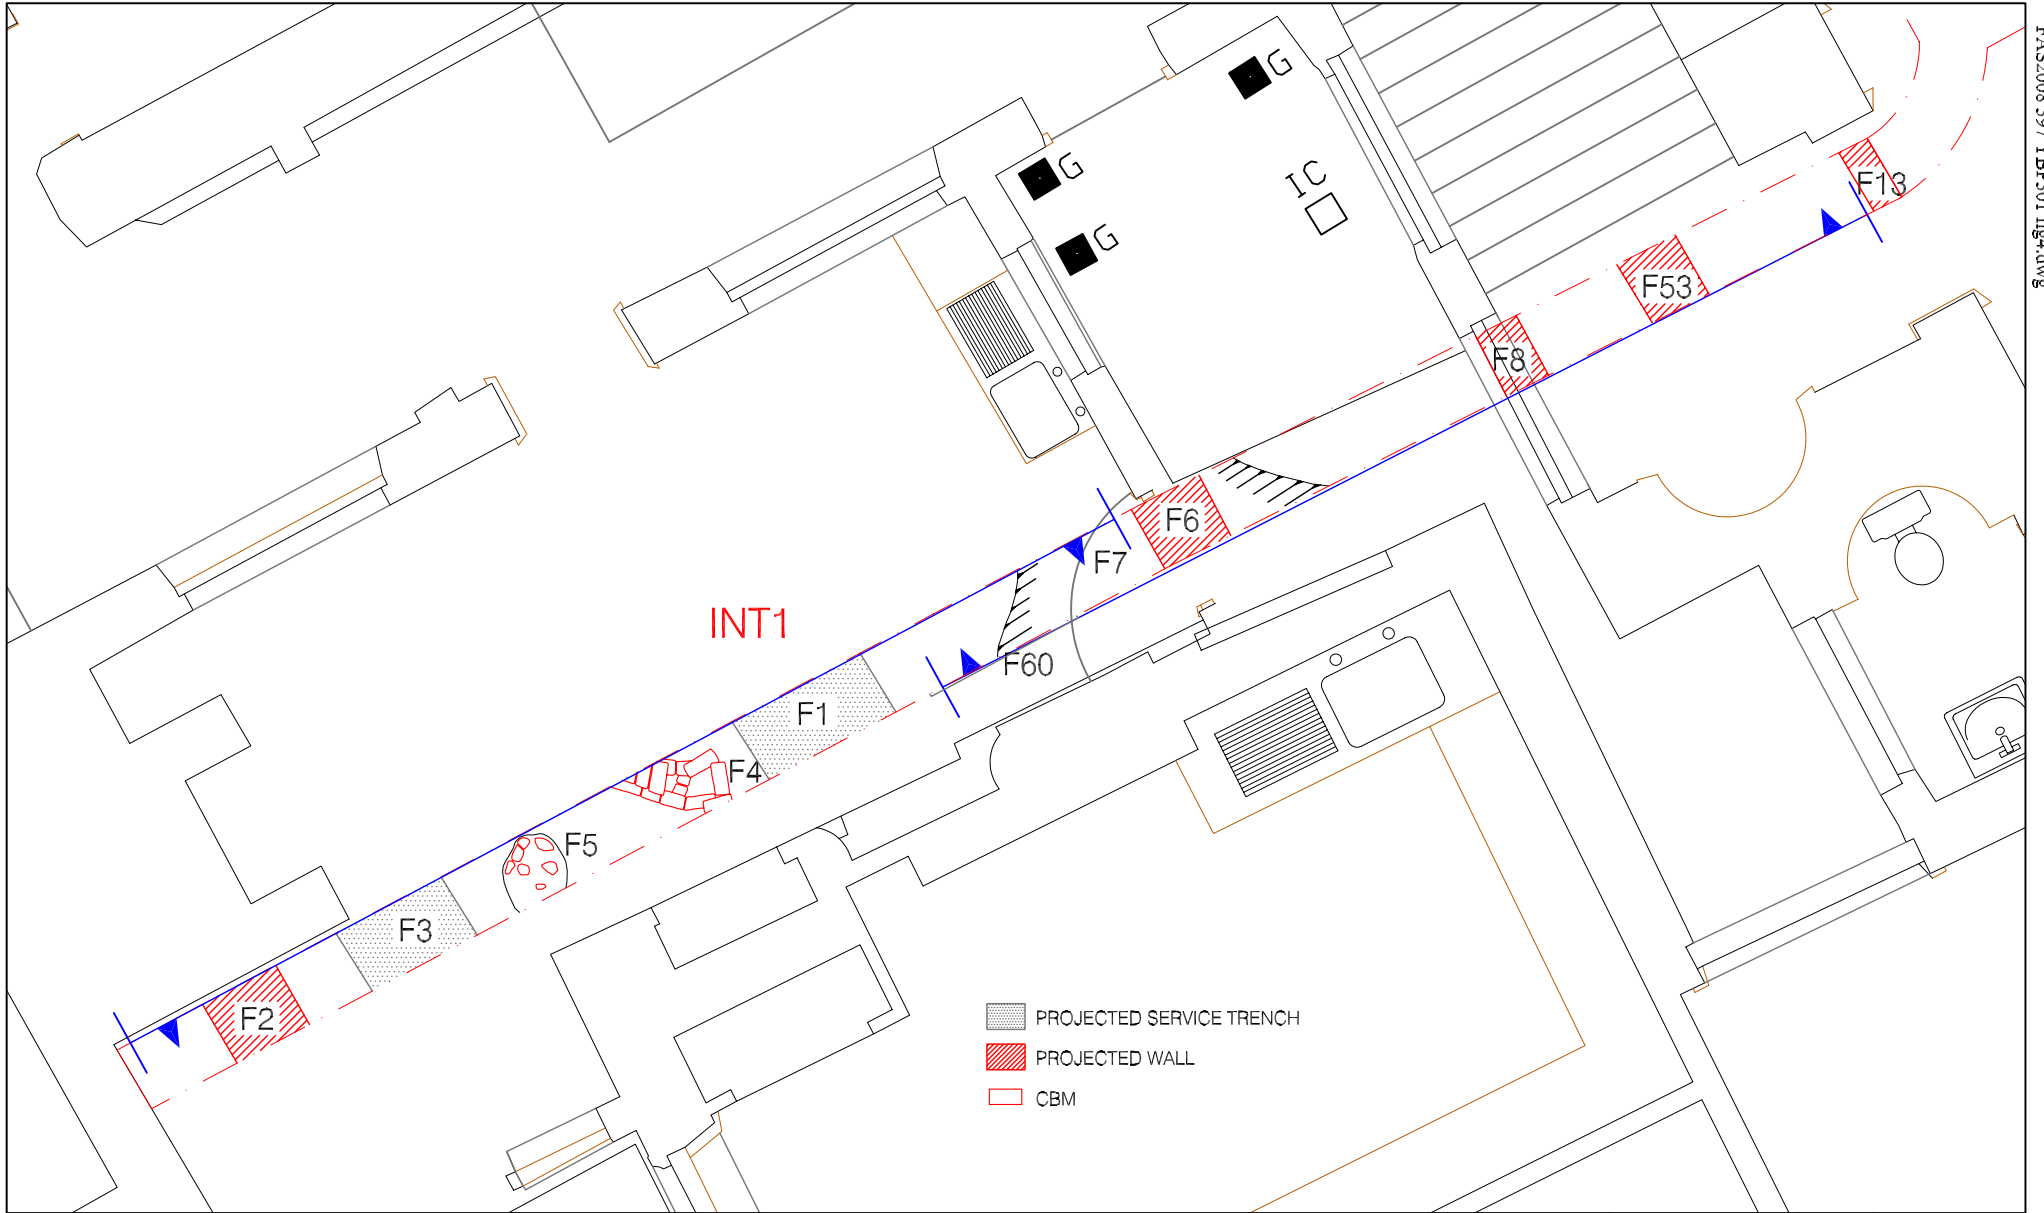 G
G
IC
G
F13
F53
F8
F6
F7
INT1
F60
F1
F4
F5
F3
F2
PROJECTED SERVICE TRENCH
PROJECTED WALL
CBM